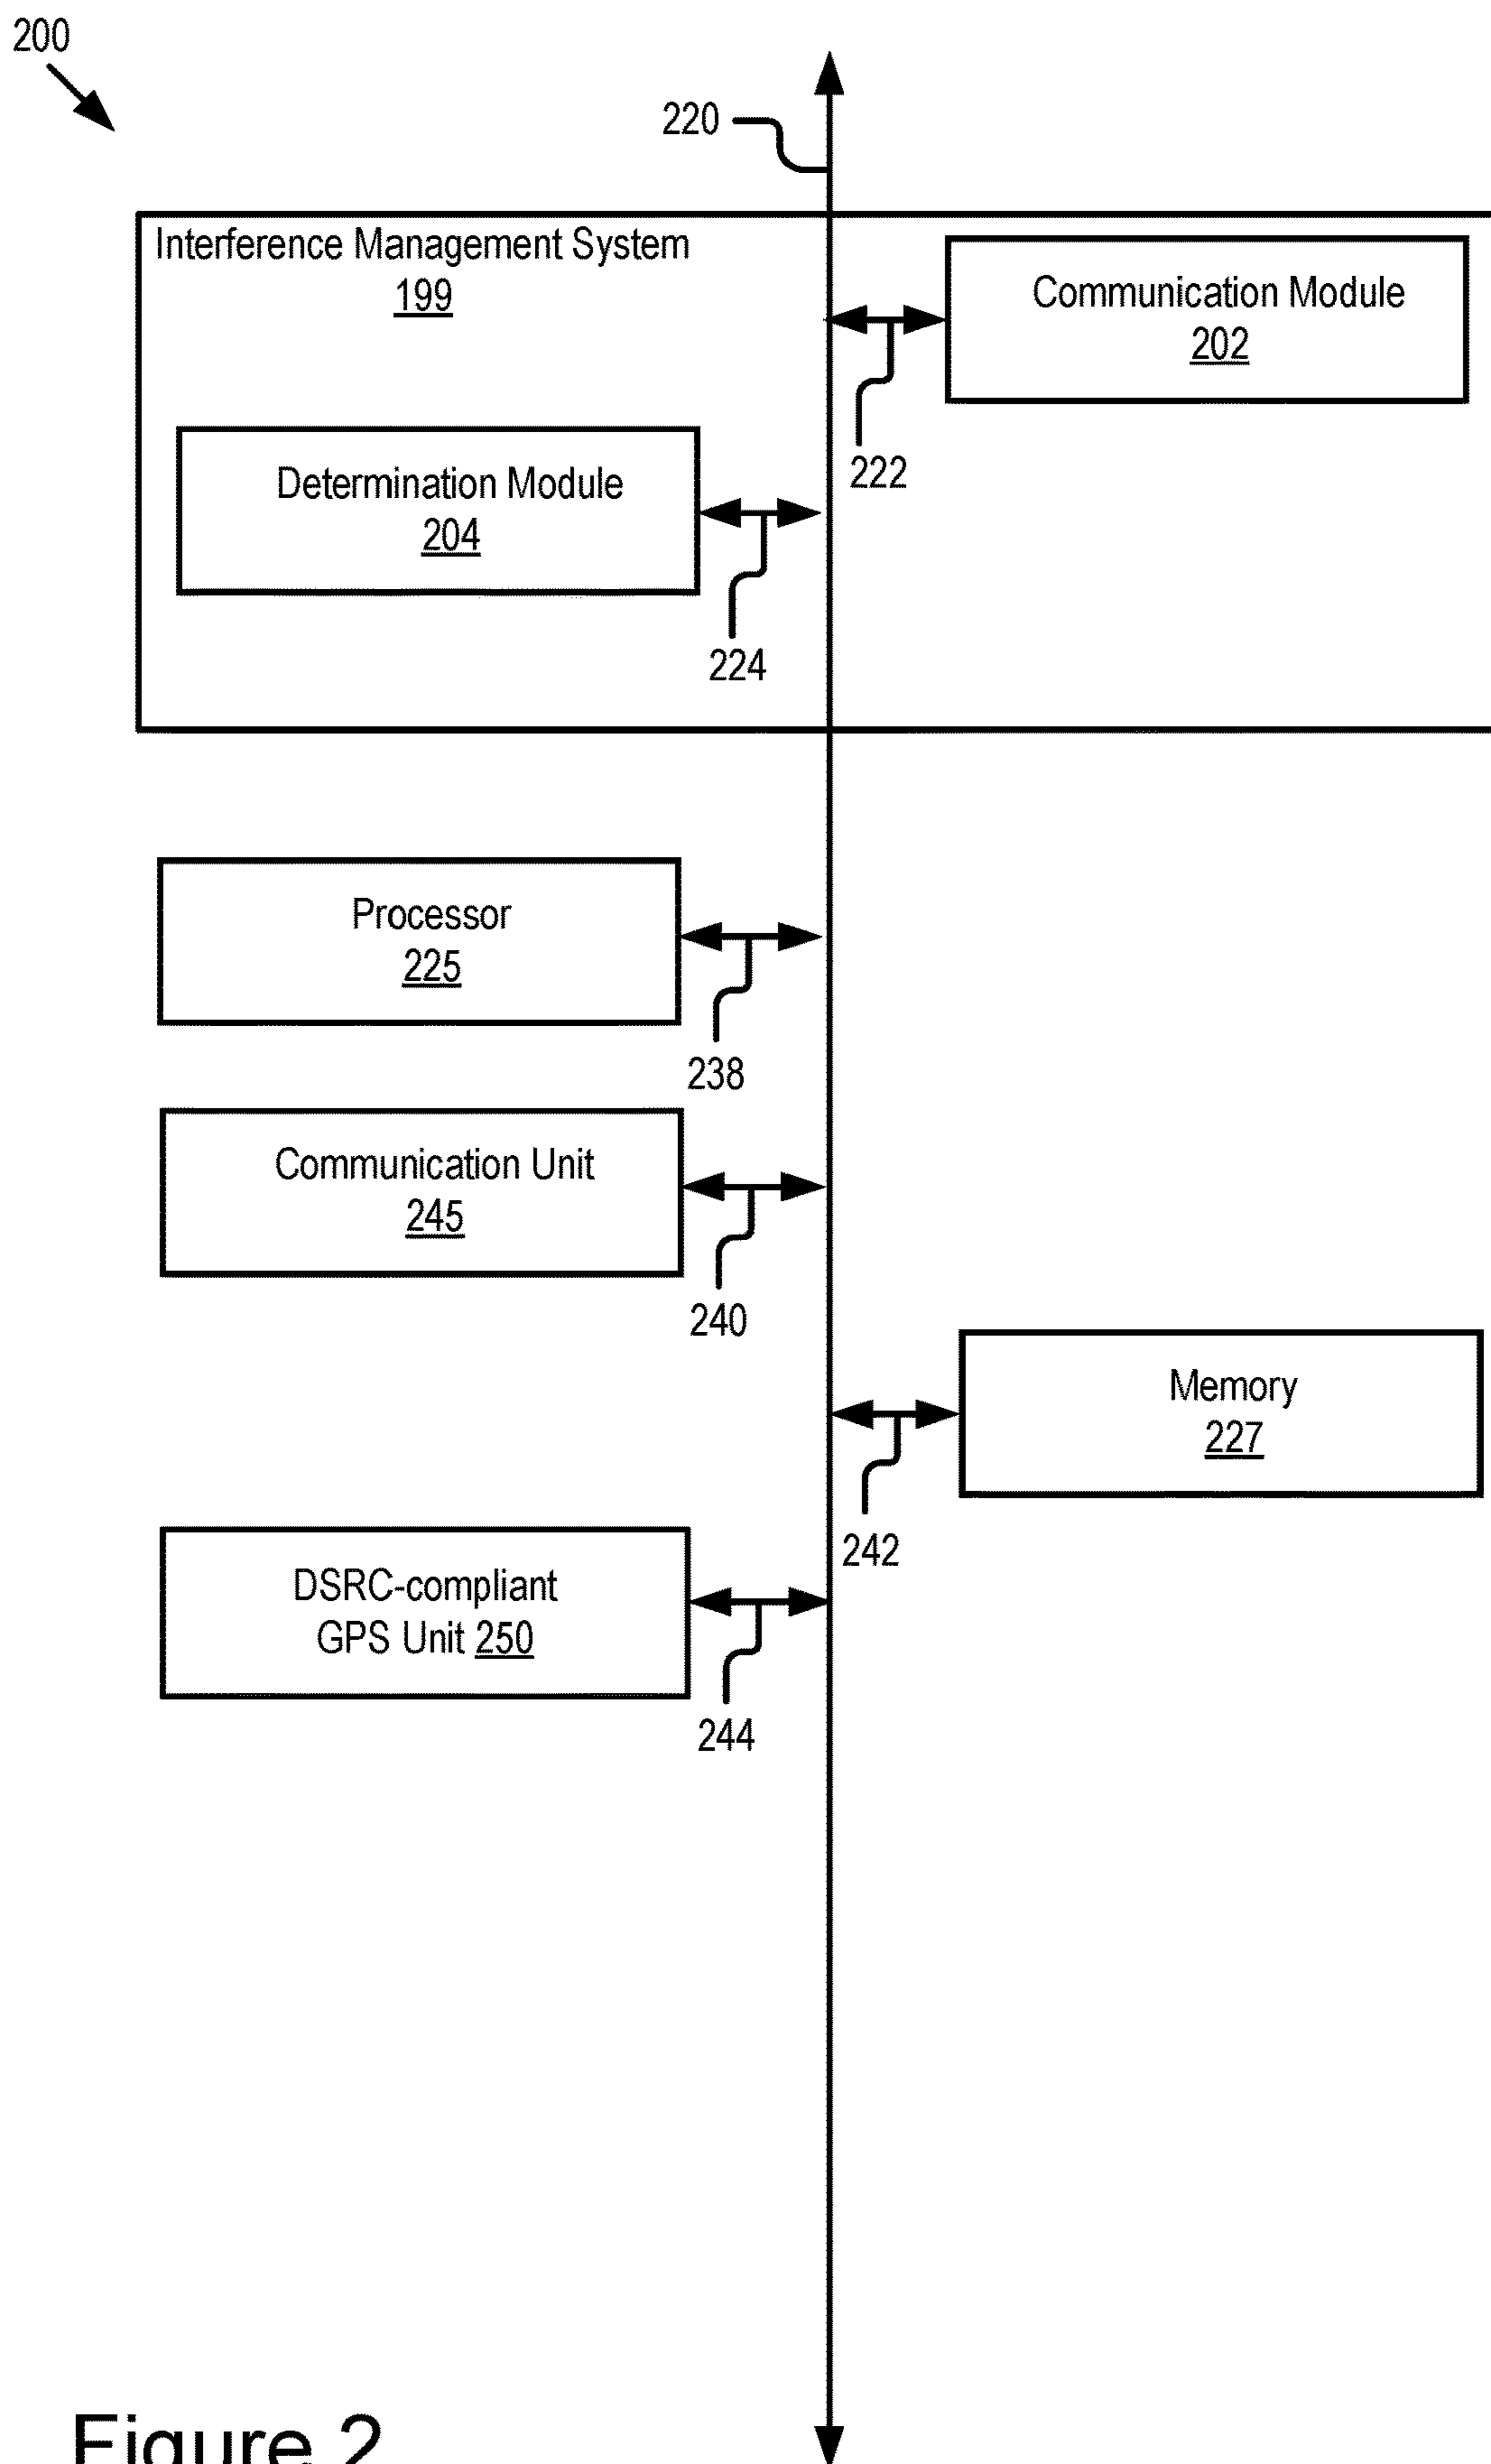 200
220
Interference Management System
199
Communication Module
202
222
Determination Module
204
224
Processor
225
238
Communication Unit
245
240
Memory
227
242
DSRC-compliant
GPS Unit 250
244
Figure 2